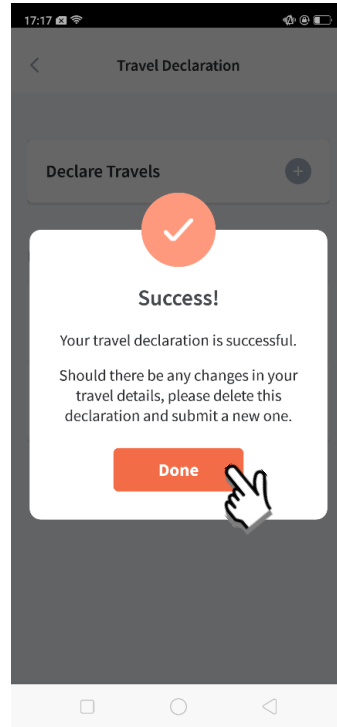 17:17
Travel Declaration
Declare Travels
Success!
Your travel declaration is successful.
Should there be any changes in your
travel details, please delete this
declaration and submit a new one.
Done